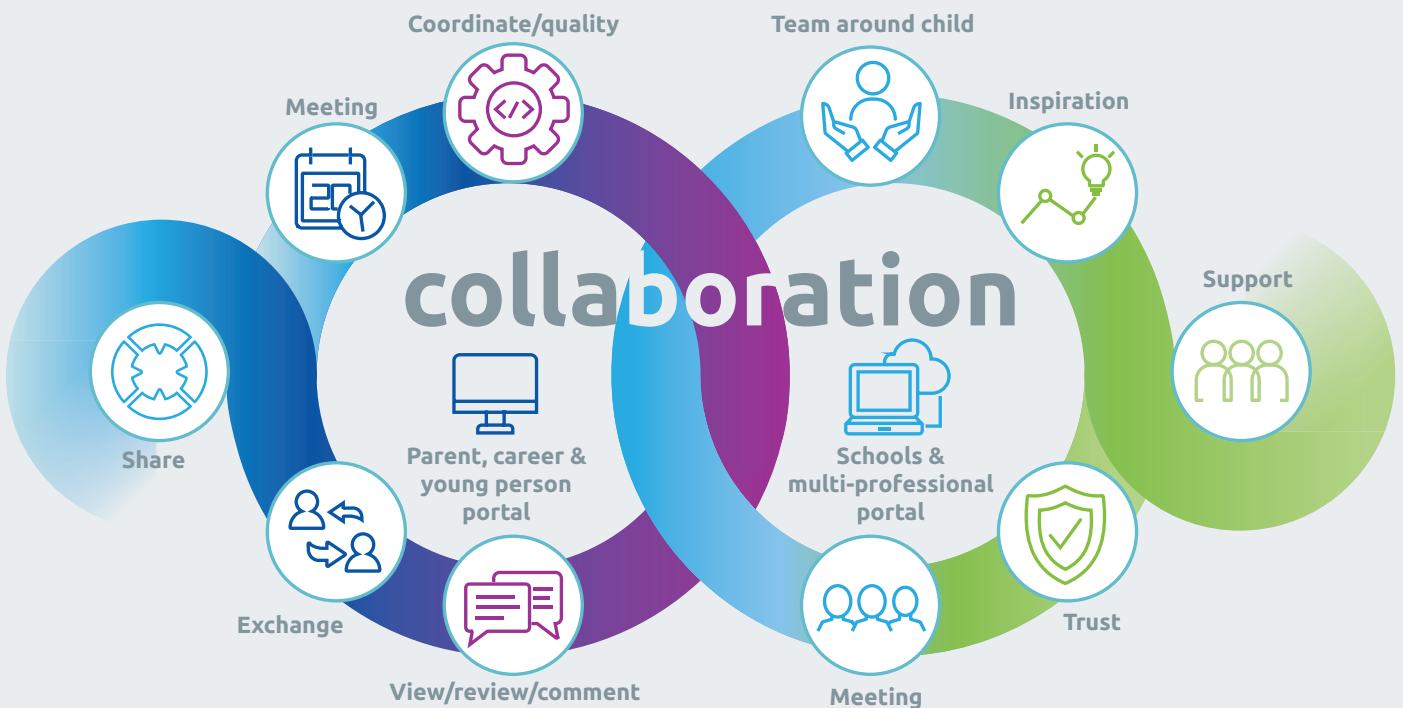 Coordinate/quality
Team around child
Meeting
Inspiration
collaboration
Support
Share
Parent, career &
young person
portal
Schools &
multi-professional
portal
Exchange
Trust
View/review/comment
Meeting
20